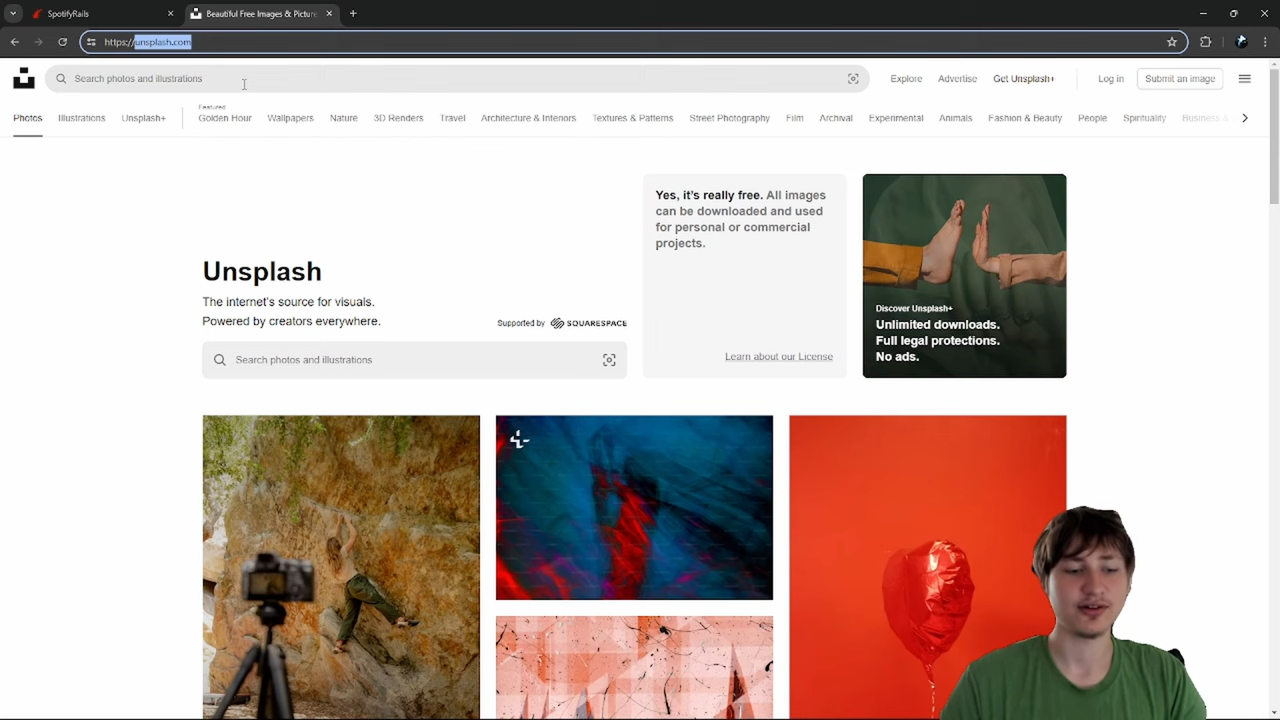 SpotifyRails
Beautiful Free Images & Picture
https://unsplash.com
Search photos and illustrations
Explore
Advertise
Get Unsplash+
Log in
Submit an image
Photos
Illustrations
Unsplash+
Featured
Golden Hour
Wallpapers
Nature
3D Renders
Travel
Architecture & Interiors
Textures & Patterns
Street Photography
Film
Archival
Experimental
Animals
Fashion & Beauty
People
Spirituality
Business &
Unsplash
The internet's source for visuals.
Powered by creators everywhere.
Supported by SQUARESPACE
Search photos and illustrations
Yes, it's really free. All images
can be downloaded and used
for personal or commercial
projects.
Learn about our License
Discover Unsplash+
Unlimited downloads.
Full legal protections.
No ads.